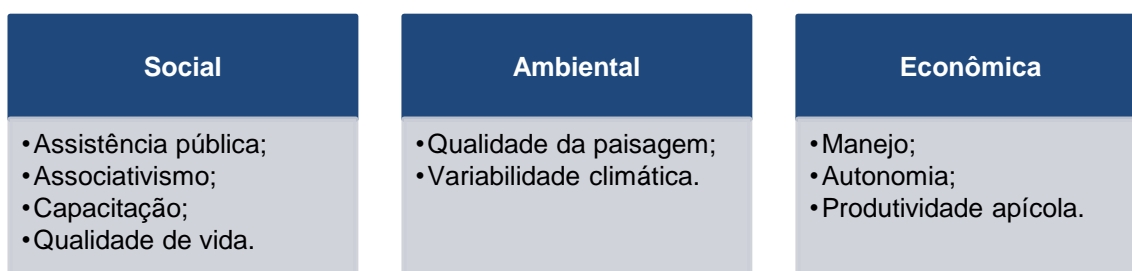 Social
•Assistência pública;
•Associativismo;
•Capacitação;
•Qualidade de vida.
Ambiental
•Qualidade da paisagem;
•Variabilidade climática.
Econômica
•Manejo;
•Autonomia;
•Produtividade apícola.